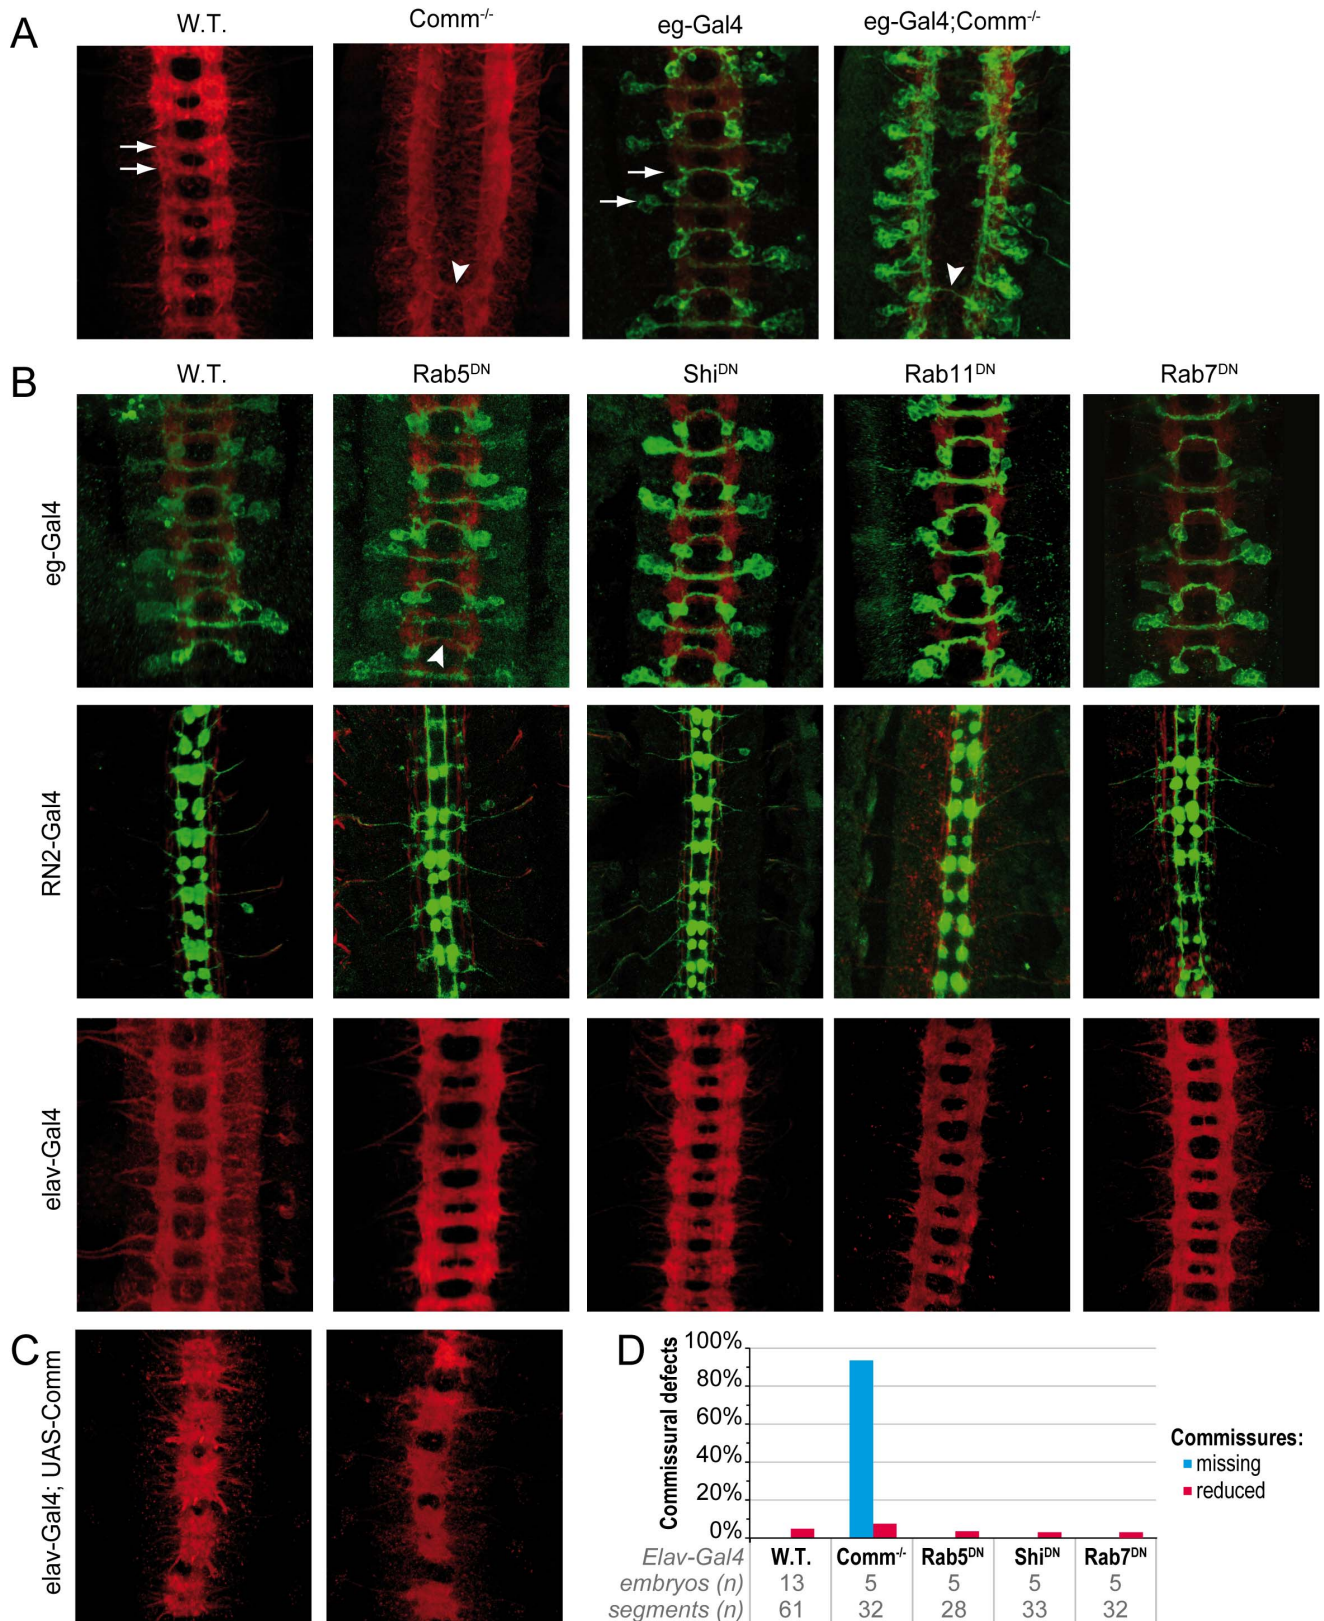 A
W.T.
Comm-/-
eg-Gal4
eg-Gal4;Comm-/-
B
W.T.
Rab5DN
ShiDN
Rab11DN
Rab7DN
eg-Gal4
RN2-Gal4
elav-Gal4
C
elav-Gal4; UAS-Comm
D
Commissural defects
100%
80%
60%
40%
20%
0%
Commissures:
missing
reduced
Elav-Gal4 W.T. Comm-/- Rab5DN ShiDN Rab7DN
embryos (n) 13 5 5 5 5
segments (n) 61 32 28 33 32